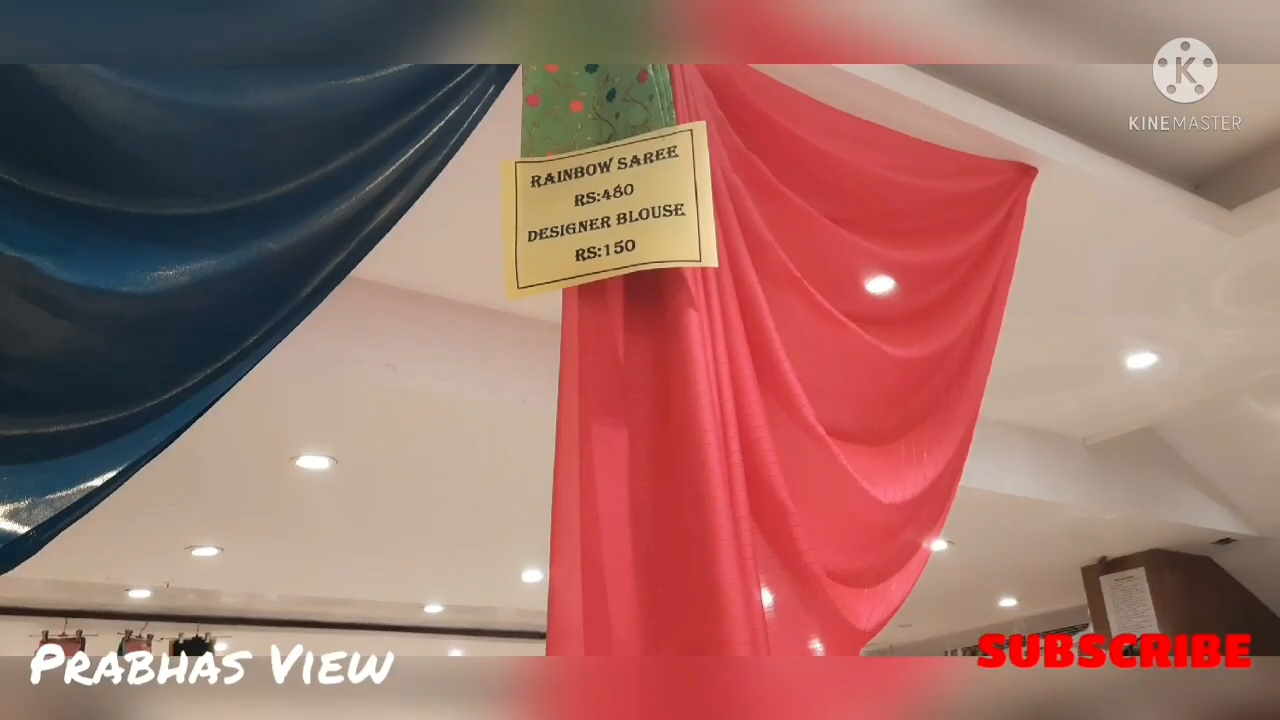 KINEMASTER
RAINBOW SAREE
RS:480
DESIGNER BLOUSE
RS:150
PRABHAS VIEW
SUBSCRIBE